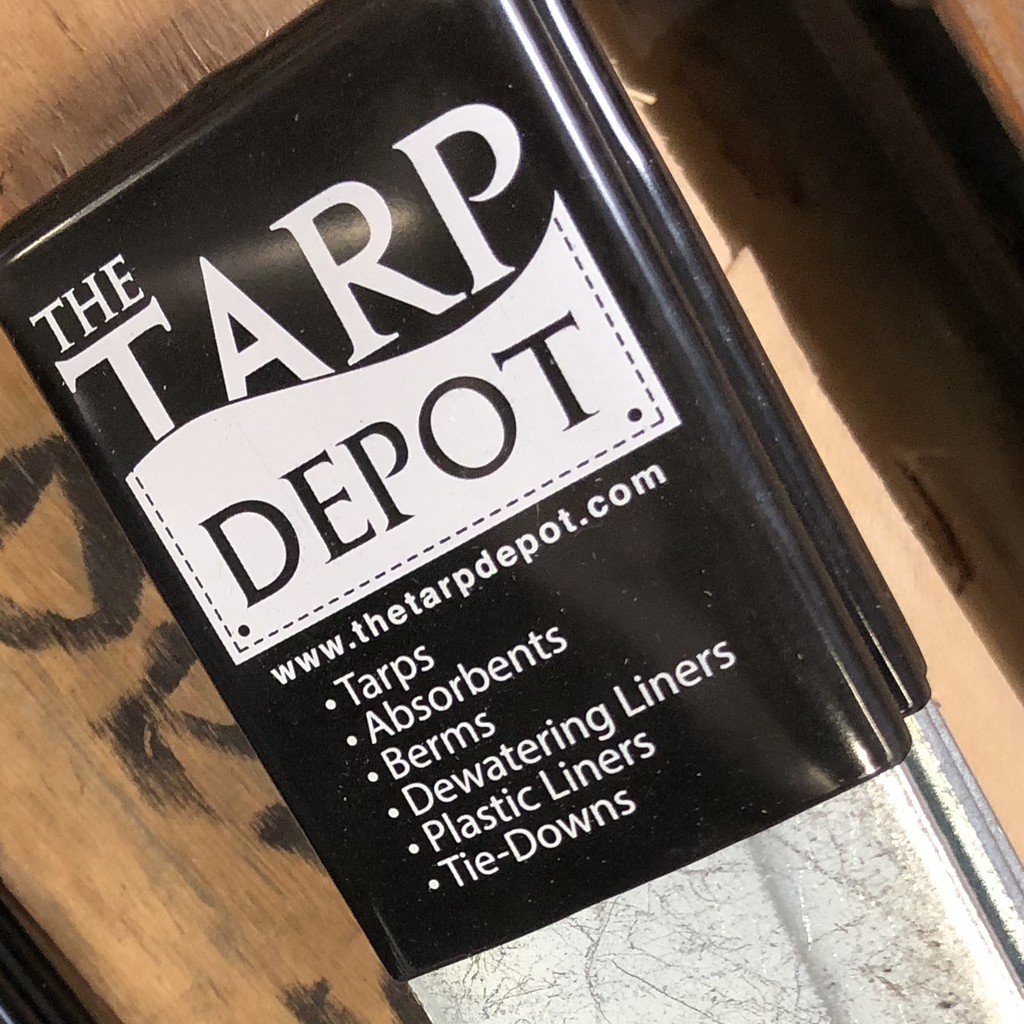 THE
TARP
DEPOT
www.thetarpdepot.com
•Tarps
•Absorbents
•Berms
•Dewatering Liners
•Plastic Liners
•Tie-Downs